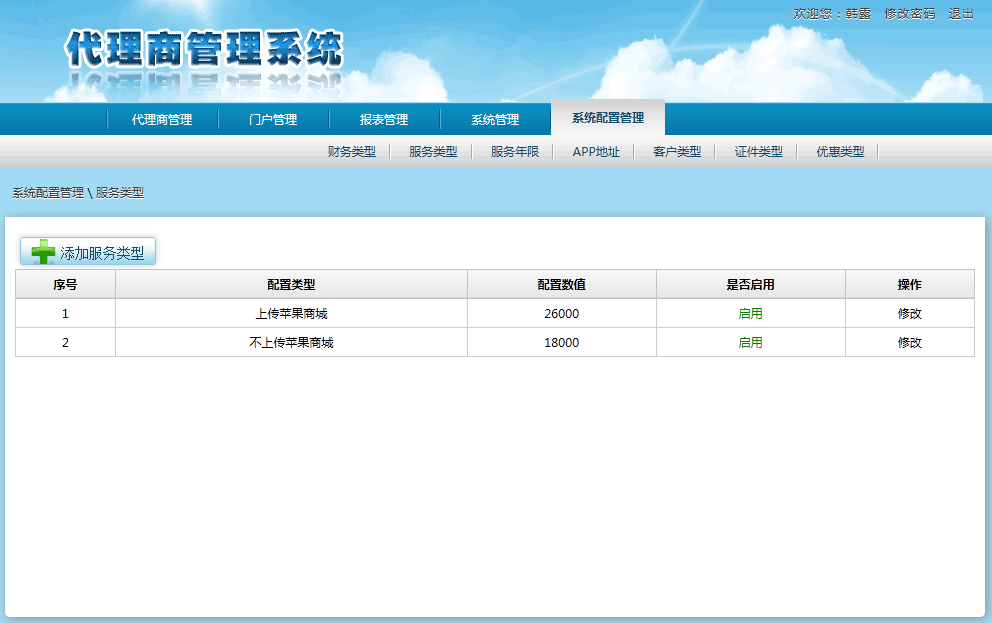 欢迎您：韩露 修改密码 退出
代理商管理系统
代理商管理 门户管理 报表管理 系统管理 系统配置管理
财务类型 服务类型 服务年限 APP地址 客户类型 证件类型 优惠类型
系统配置管理 \ 服务类型
添加服务类型
序号 配置类型 配置数值 是否启用 操作
1 上传苹果商城 26000 启用 修改
2 不上传苹果商城 18000 启用 修改